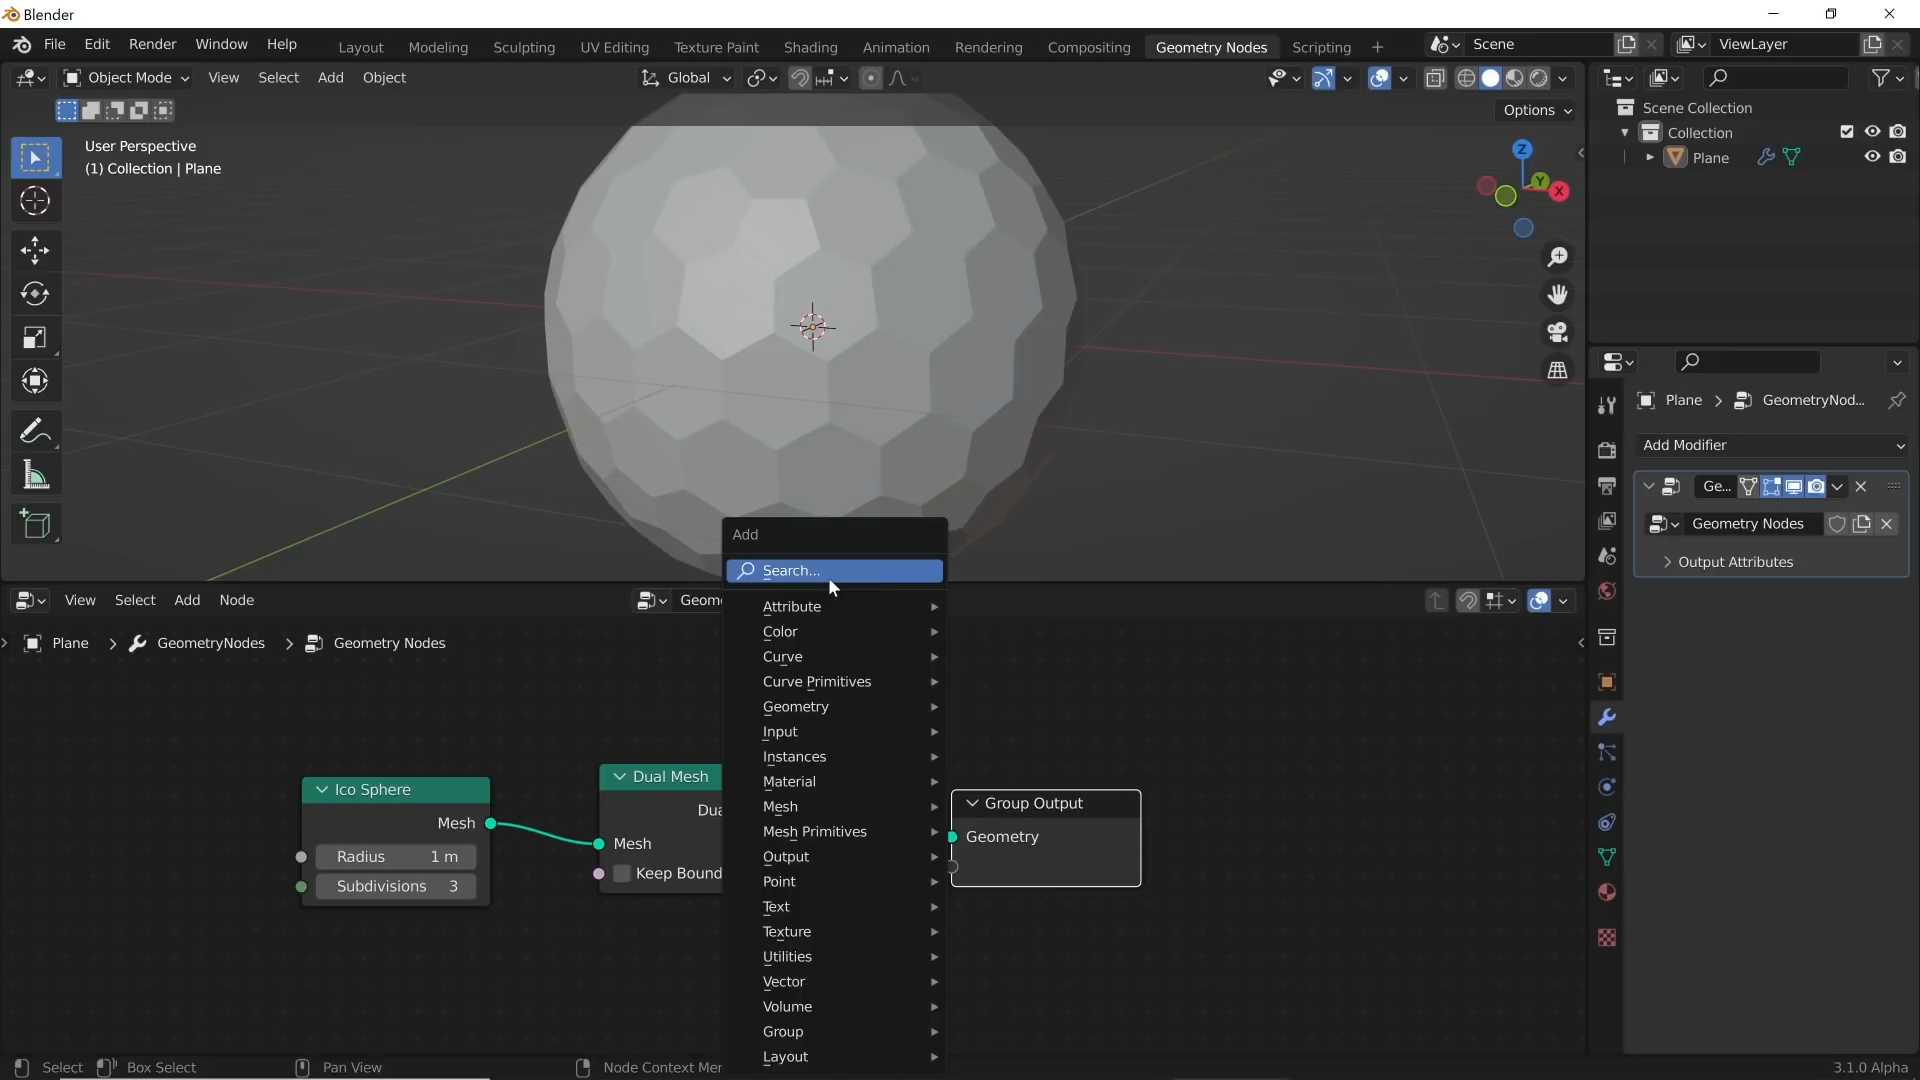 Blender
File Edit Render Window Help
Layout Modeling Sculpting UV Editing Texture Paint Shading Animation Rendering Compositing Geometry Nodes Scripting +
Scene
ViewLayer
Object Mode View Select Add Object
Global
Options
User Perspective
(1) Collection | Plane
Z
Y
X
Scene Collection
Collection
Plane
Plane > GeometryNod...
Add Modifier
Ge...
Geometry Nodes
Output Attributes
View Select Add Node
Geom
Plane > GeometryNodes > Geometry Nodes
Add
Search...
Attribute
Color
Curve
Curve Primitives
Geometry
Input
Instances
Material
Mesh
Mesh Primitives
Output
Point
Text
Texture
Utilities
Vector
Volume
Group
Layout
Ico Sphere
Mesh
Radius 1 m
Subdivisions 3
Dual Mesh
Dua
Mesh
Keep Bound
Group Output
Geometry
Select
Box Select
Pan View
Node Context Mer
3.1.0 Alpha